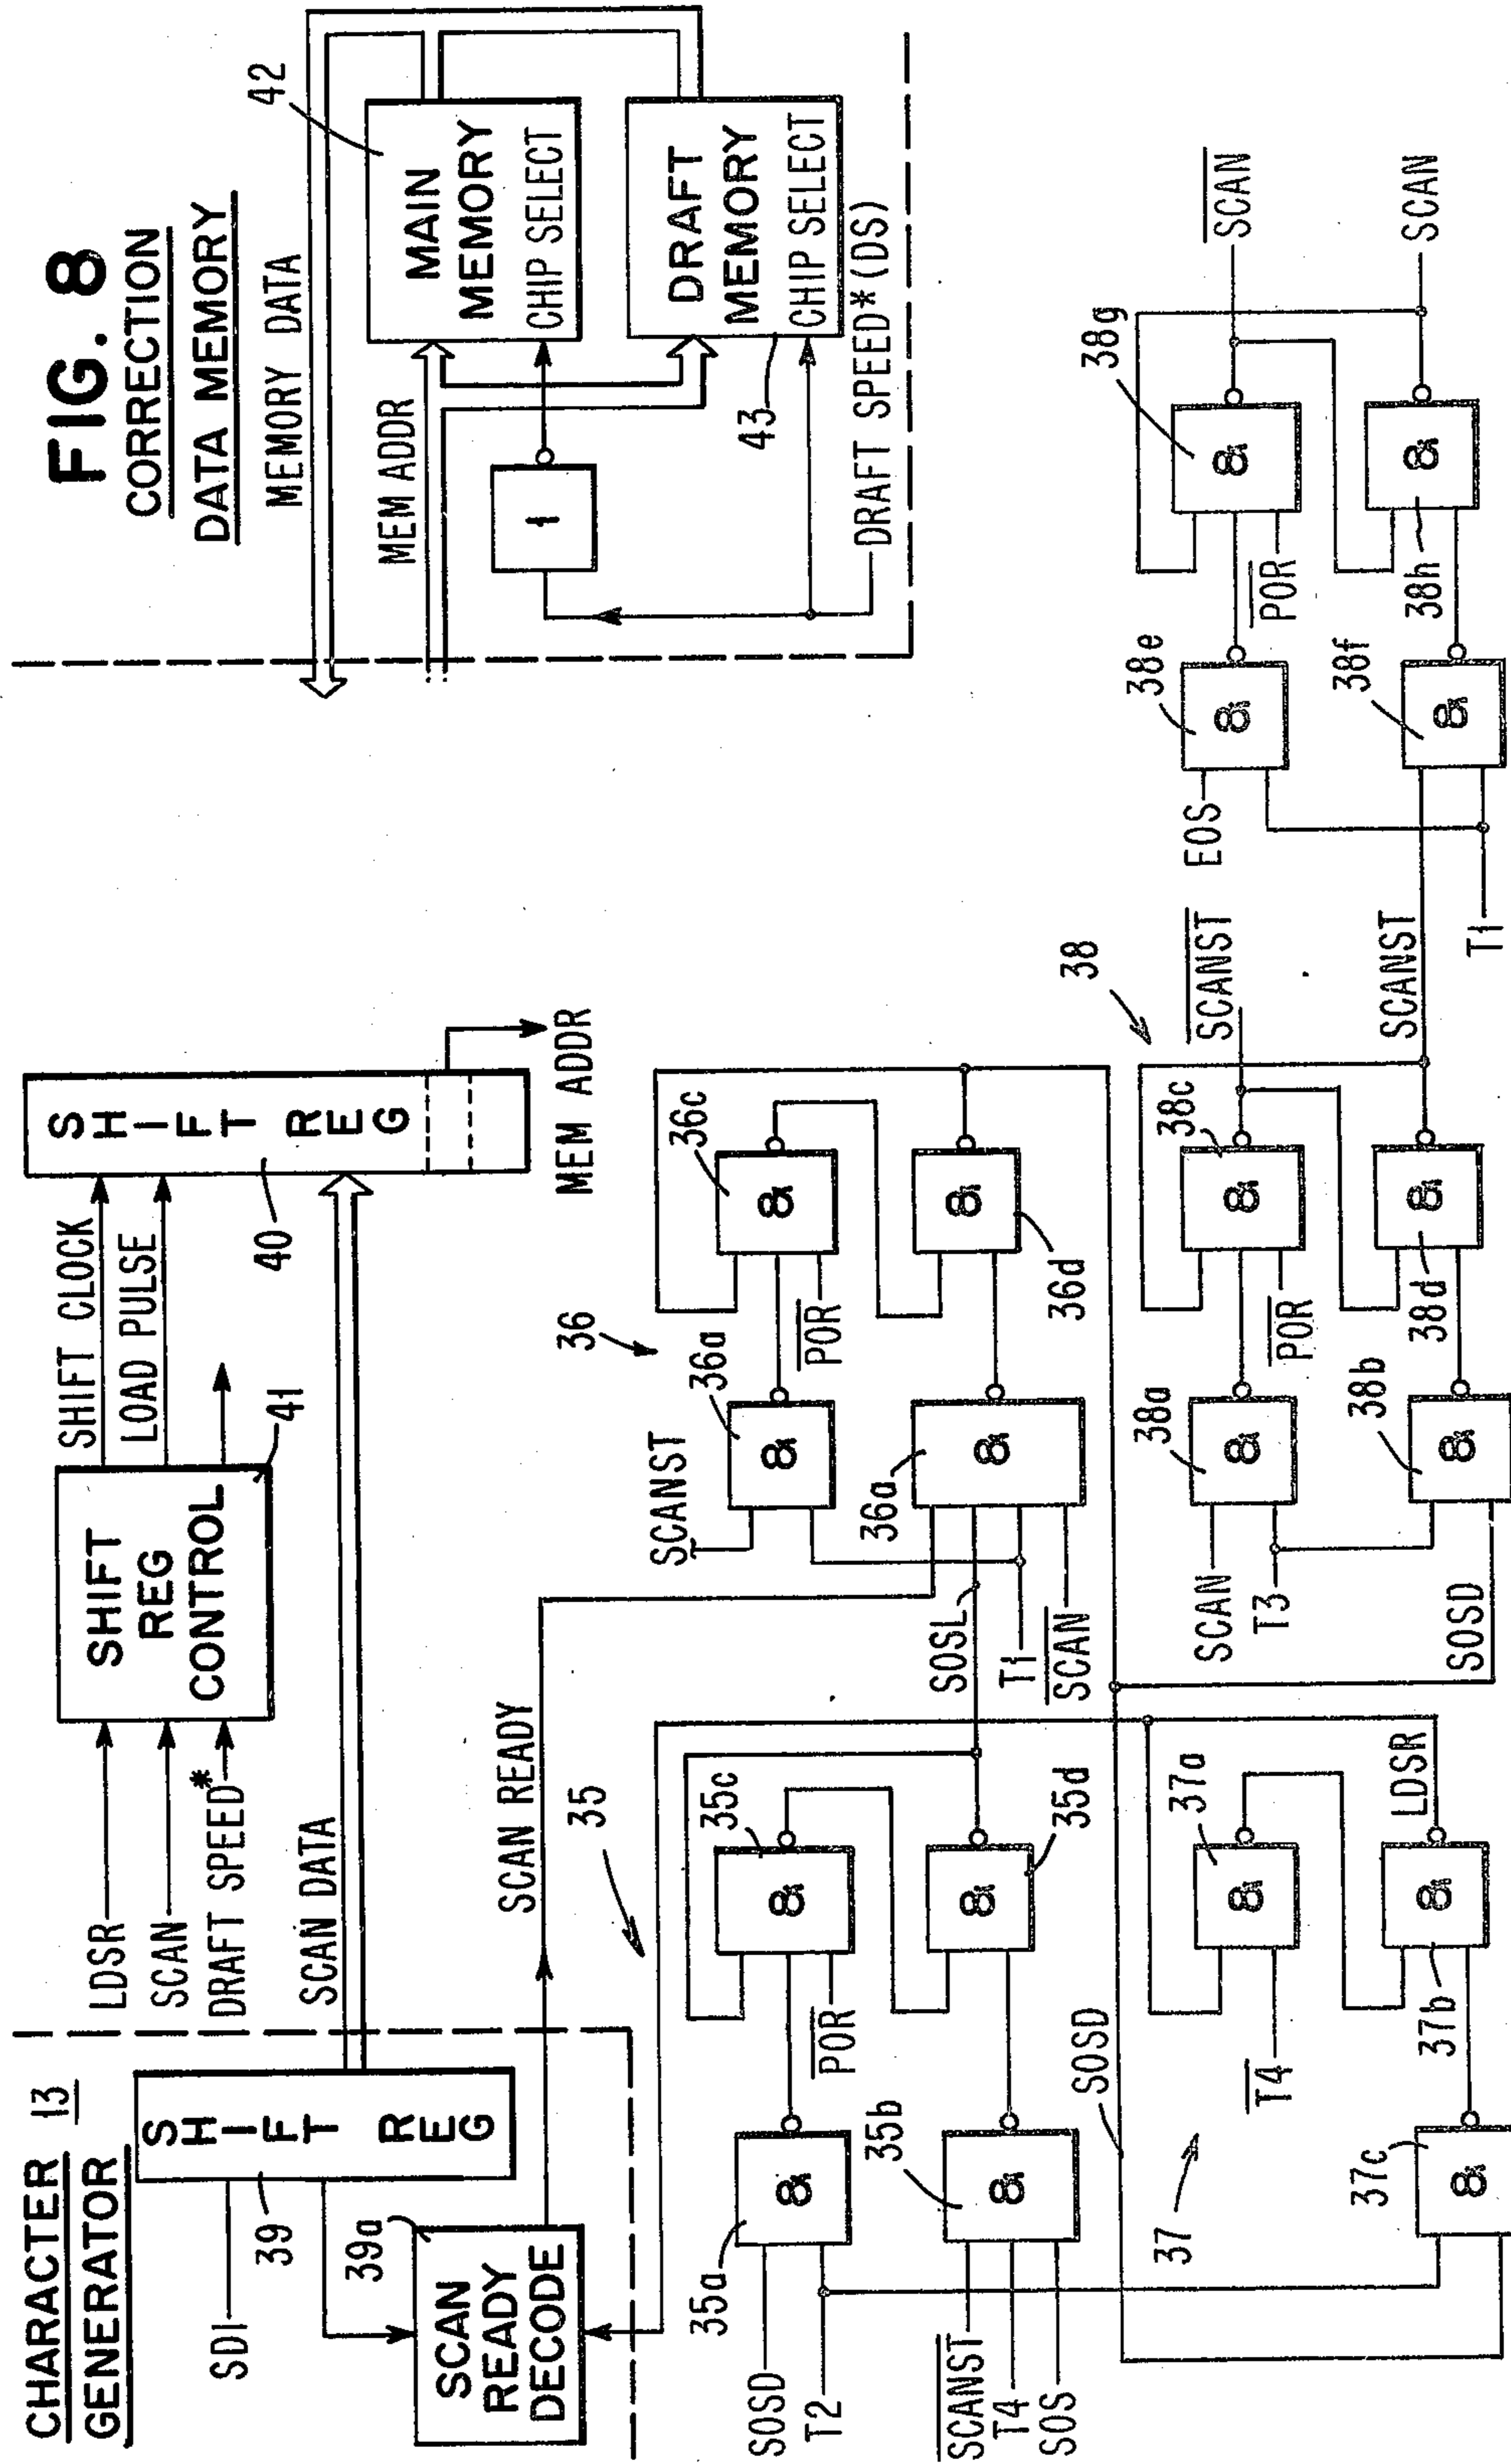 FIG. 8
CORRECTION
DATA MEMORY
CHARACTER 13
GENERATOR
SDI
39
SHIFT REG
39a
SCAN
READY
DECODE
LDSR
SCAN
DRAFT SPEED*
SHIFT
REG
CONTROL
41
SHIFT CLOCK
LOAD PULSE
SCAN DATA
SHIFT REG
40
MEM ADDR
SCAN READY
MEMORY DATA
42
MEM ADDR
MAIN
MEMORY
CHIP SELECT
1
DRAFT
MEMORY
CHIP SELECT
43
DRAFT SPEED*(DS)
35
SOSD
T2
35a
&
35c
&
POR
SCANST
T4
SOS
35b
&
35d
&
SOSL
36
SCANST
36a
&
36c
&
POR
36a
&
T1
SCAN
36d
&
SOSD
37
37c
&
T4
37a
&
37b
&
LDSR
38
SCAN
T3
38a
&
38c
&
POR
SCANST
SOSD
38b
&
38d
&
SCANST
EOS
38e
&
38g
&
POR
SCAN
T1
38f
&
38h
&
SCAN